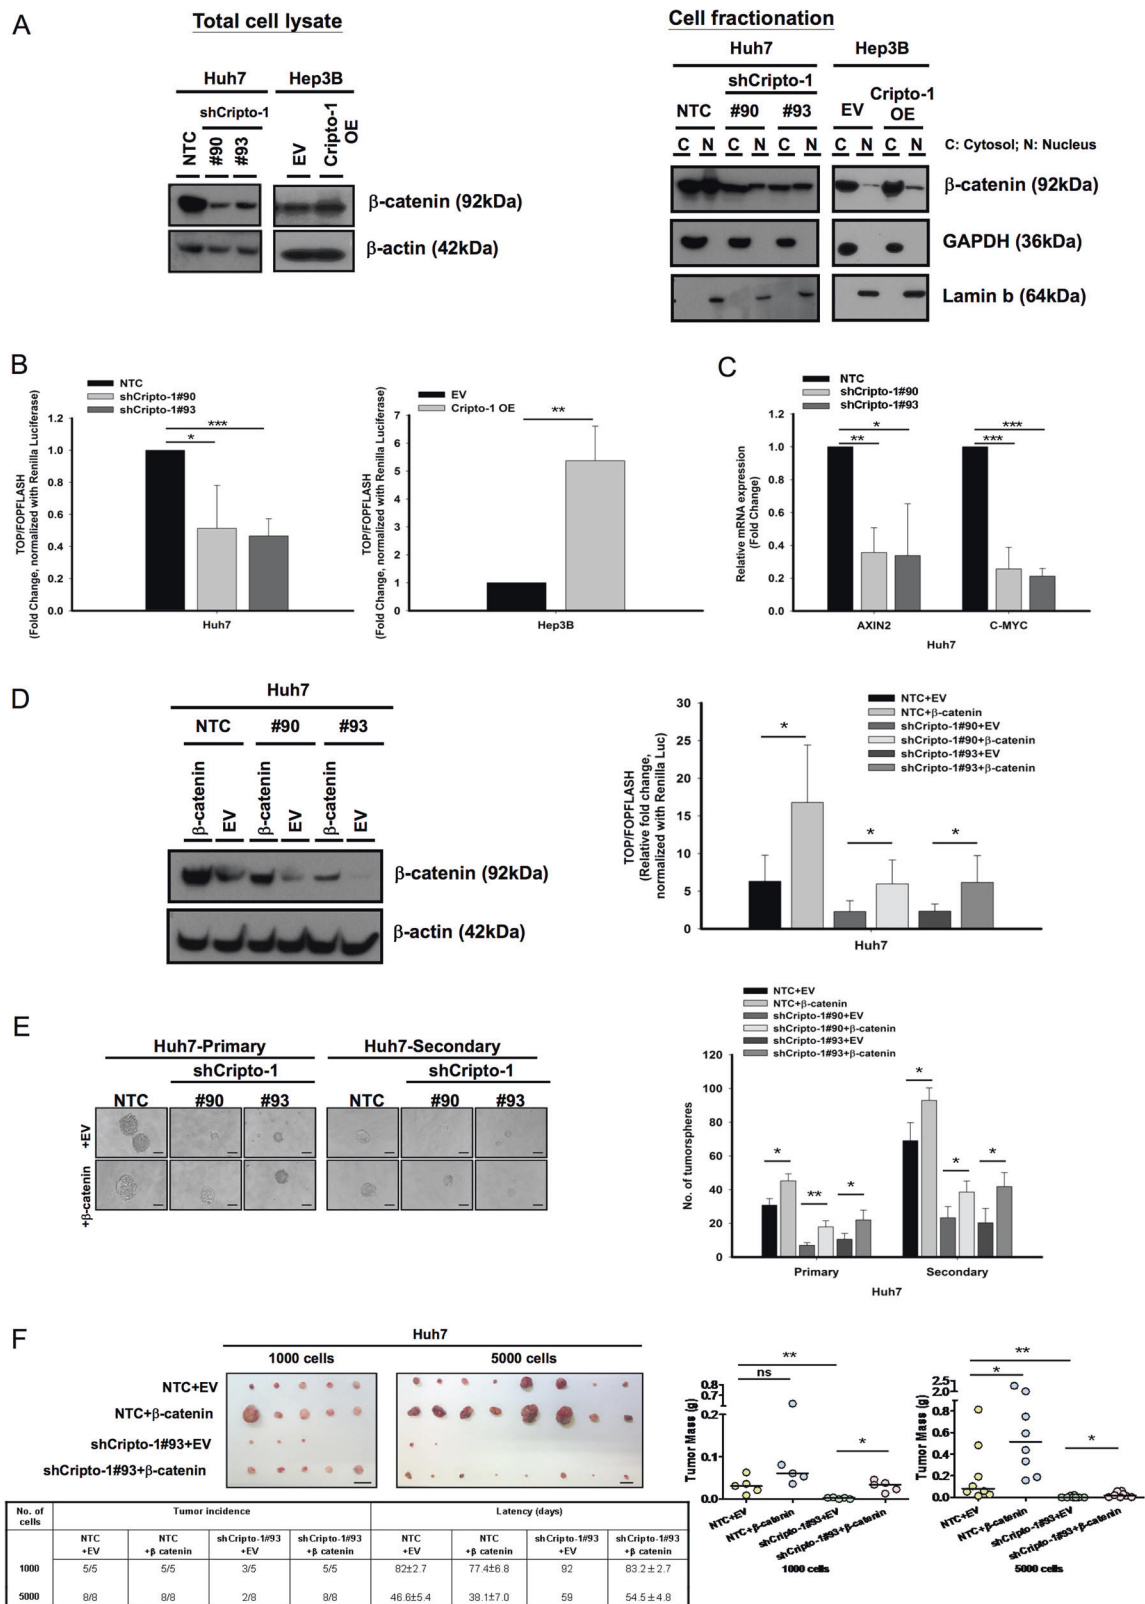 A
Total cell lysate
Huh7 Hep3B
shCripto-1
NTC #90 #93 EV Cripto-1 OE
β-catenin (92kDa)
β-actin (42kDa)
Cell fractionation
Huh7 Hep3B
shCripto-1
NTC #90 #93 EV Cripto-1 OE
C N C N C N C N C N
C: Cytosol; N: Nucleus
β-catenin (92kDa)
GAPDH (36kDa)
Lamin b (64kDa)
B
NTC
shCripto-1#90
shCripto-1#93
TOP/FOPFLASH
(Fold Change, normalized with Renilla Luciferase)
1.2
1.0
0.8
0.6
0.4
0.2
0.0
***
*
Huh7
EV
Cripto-1 OE
TOP/FOPFLASH
(Fold Change, normalized with Renilla Luciferase)
7
6
5
4
3
2
1
0
**
Hep3B
C
NTC
shCripto-1#90
shCripto-1#93
Relative mRNA expression
(Fold Change)
1.2
1.0
0.8
0.6
0.4
0.2
0.0
* ***
** ***
AXIN2 C-MYC
Huh7
D
Huh7
NTC #90 #93
β-catenin EV β-catenin EV β-catenin EV
β-catenin (92kDa)
β-actin (42kDa)
TOP/FOPFLASH
(Relative fold change,
normalized with Renilla Luc)
30
25
20
15
10
5
0
NTC+EV
NTC+β-catenin
shCripto-1#90+EV
shCripto-1#90+β-catenin
shCripto-1#93+EV
shCripto-1#93+β-catenin
* * *
Huh7
E
Huh7-Primary Huh7-Secondary
shCripto-1 shCripto-1
NTC #90 #93 NTC #90 #93
+EV
+β-catenin
NTC+EV
NTC+β-catenin
shCripto-1#90+EV
shCripto-1#90+β-catenin
shCripto-1#93+EV
shCripto-1#93+β-catenin
No. of tumorspheres
120
100
80
60
40
20
0
* ** * * * *
Primary Secondary
Huh7
F
Huh7
1000 cells 5000 cells
NTC+EV
NTC+β-catenin
shCripto-1#93+EV
shCripto-1#93+β-catenin
Tumor Mass (g)
0.8
0.7
0.2
0.1
0.0
**
ns
*
NTC+EV NTC+β-catenin shCripto-1#93+EV shCripto-1#93+β-catenin
1000 cells
Tumor Mass (g)
2.5
2.0
0.8
0.6
0.4
0.2
0.0
**
*
*
NTC+EV NTC+β-catenin shCripto-1#93+EV shCripto-1#93+β-catenin
5000 cells
No. of cells Tumor incidence Latency (days)
NTC +EV NTC +β catenin shCripto-1#93 +EV shCripto-1#93 +β catenin NTC +EV NTC +β catenin shCripto-1#93 +EV shCripto-1#93 +β catenin
1000 5/5 5/5 3/5 5/5 82±2.7 77.4±6.8 92 83.2±2.7
5000 8/8 8/8 2/8 8/8 46.6±5.4 38.1±7.0 59 54.5±4.8